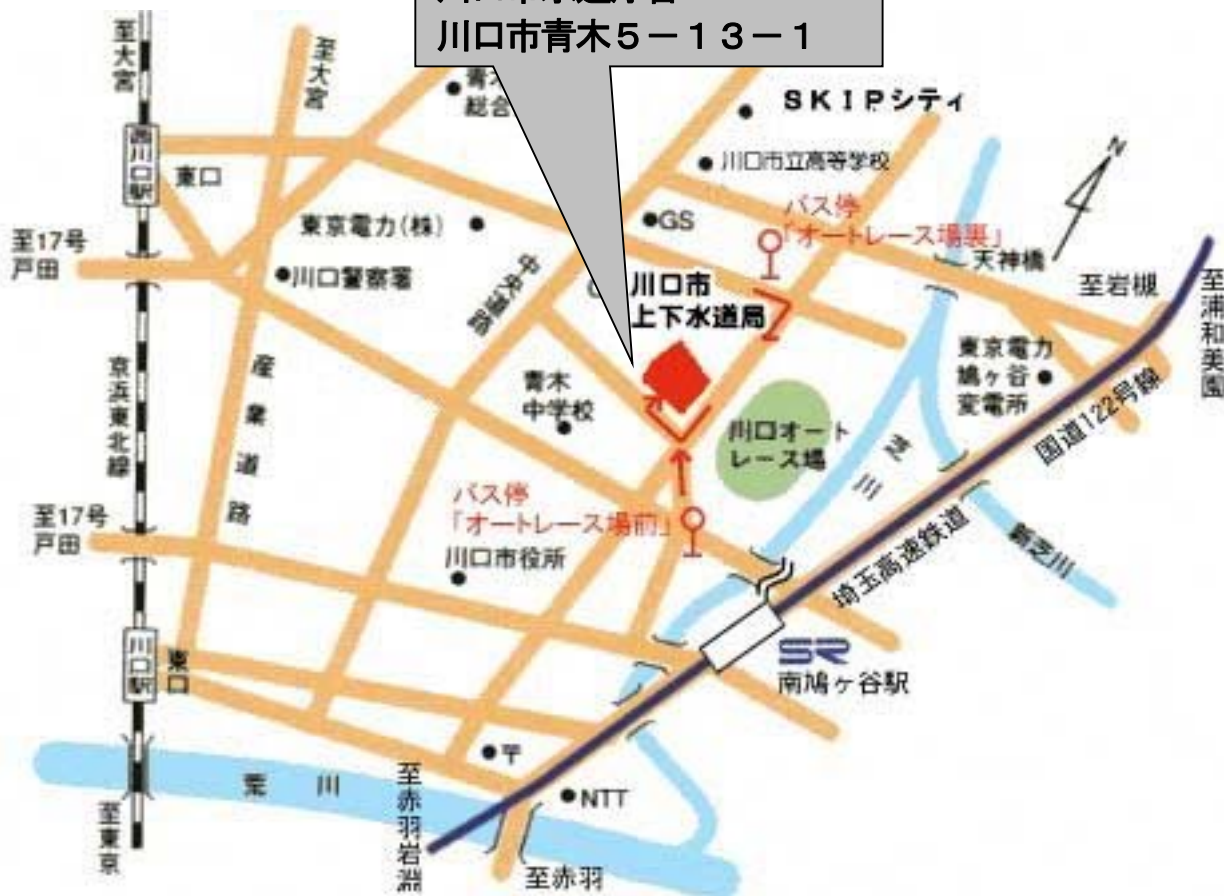 川口市青木５－１３－１
至大宮
至大宮
総合
ＳＫＩＰシティ
川口市立高等学校
西川口駅
東口
東京電力(株)
GS
バス停
「オートレース場裏」
天神橋
至17号
戸田
川口警察署
中央道路
川口市
上下水道局
至岩槻
至浦和美園
京浜東北線
産業道路
青木
中学校
川口オート
レース場
東京電力
鳩ヶ谷
変電所
国道122号線
芝川
至17号
戸田
バス停
「オートレース場前」
川口市役所
埼玉高速鉄道
新芝川
川口駅
東口
SR
南鳩ヶ谷駅
〒
荒川
NTT
至赤羽岩淵
至東京
至赤羽
N